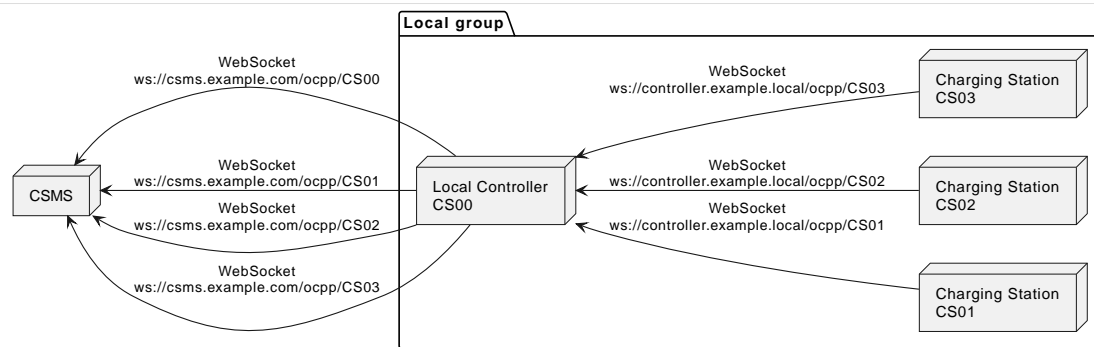 Local group
WebSocket
ws://csms.example.com/ocpp/CS00
WebSocket
ws://controller.example.local/ocpp/CS03
Charging Station
CS03
CSMS
WebSocket
ws://csms.example.com/ocpp/CS01
Local Controller
CS00
WebSocket
ws://controller.example.local/ocpp/CS02
Charging Station
CS02
WebSocket
ws://csms.example.com/ocpp/CS02
WebSocket
ws://controller.example.local/ocpp/CS01
WebSocket
ws://csms.example.com/ocpp/CS03
Charging Station
CS01